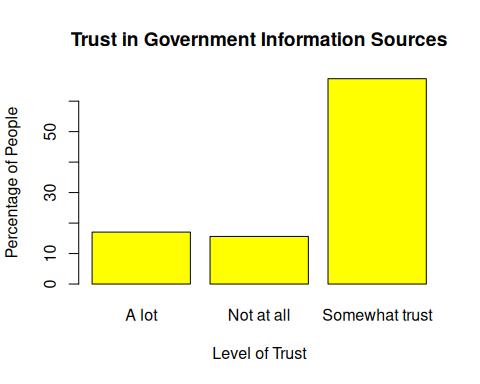 Trust in Government Information Sources
Percentage of People
50
30
10
0
A lot
Not at all
Somewhat trust
Level of Trust